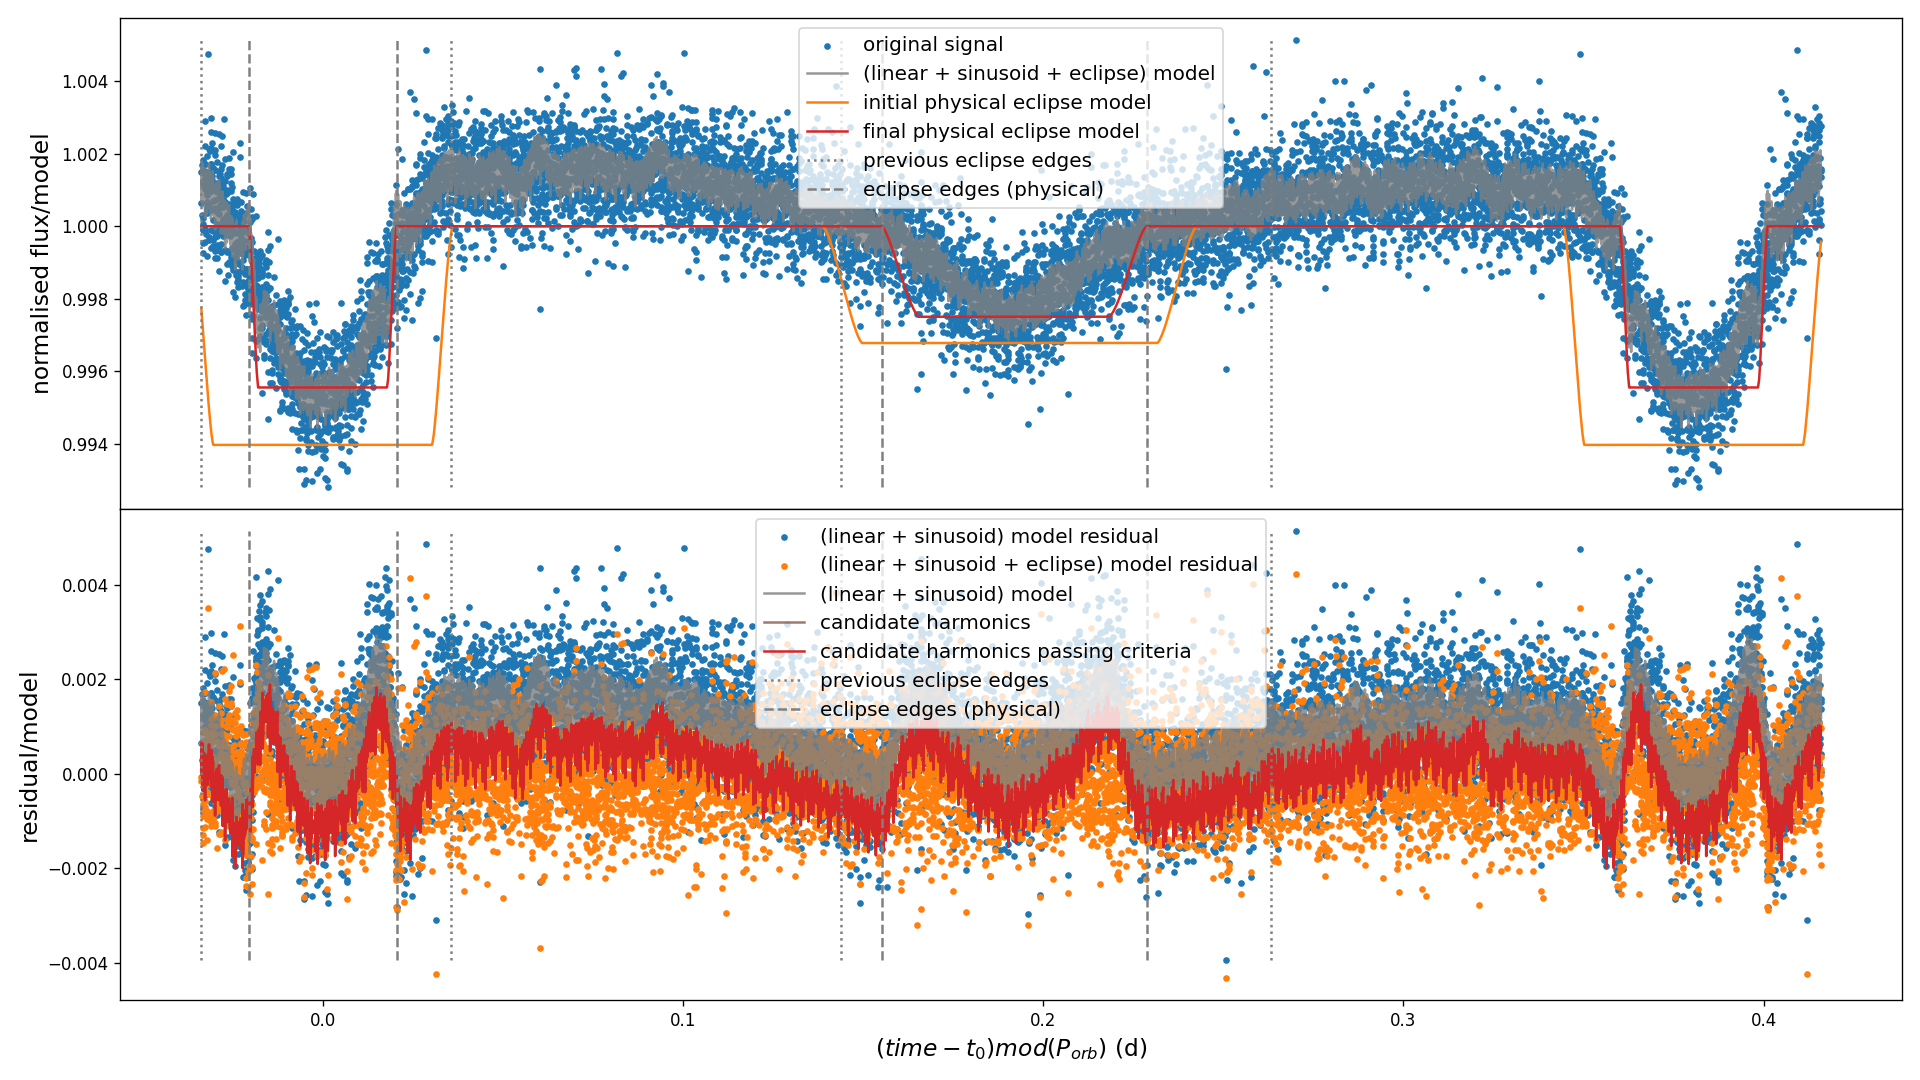 original signal
(linear + sinusoid + eclipse) model
initial physical eclipse model
final physical eclipse model
previous eclipse edges
eclipse edges (physical)
1.004
1.002
1.000
0.998
0.996
0.994
normalised flux/model
(linear + sinusoid) model residual
(linear + sinusoid + eclipse) model residual
(linear + sinusoid) model
candidate harmonics
candidate harmonics passing criteria
previous eclipse edges
eclipse edges (physical)
0.004
0.002
0.000
−0.002
−0.004
residual/model
0.0 0.1 0.2 0.3 0.4
(time − t₀)mod(P_orb) (d)